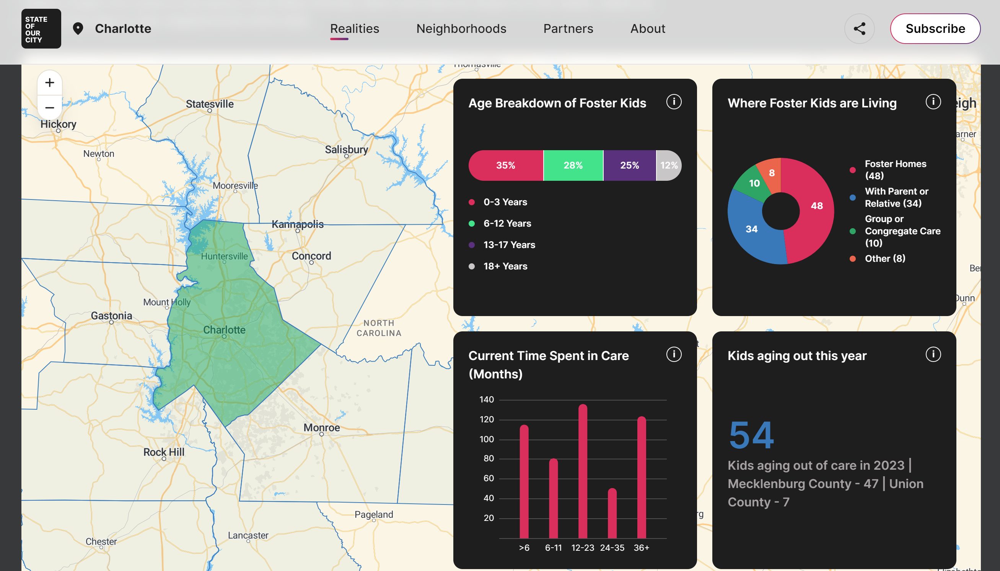 STATE
OF
OUR
CITY
Charlotte
Realities
Neighborhoods
Partners
About
Subscribe
+
−
Statesville
Hickory
Newton
Salisbury
Mooresville
Kannapolis
Huntersville
Concord
Mount Holly
Gastonia
Charlotte
NORTH
CAROLINA
Monroe
Rock Hill
Pageland
Lancaster
Chester
Thomasville
Age Breakdown of Foster Kids
i
35%
28%
25%
12%
0-3 Years
6-12 Years
13-17 Years
18+ Years
Where Foster Kids are Living
i
8
10
48
34
Foster Homes
(48)
With Parent or
Relative (34)
Group or
Congregate Care
(10)
Other (8)
eigh
arner
Ber
Dunn
Current Time Spent in Care
(Months)
i
140
120
100
80
60
40
20
>6
6-11
12-23
24-35
36+
Kids aging out this year
i
54
Kids aging out of care in 2023 |
Mecklenburg County - 47 | Union
County - 7
rg